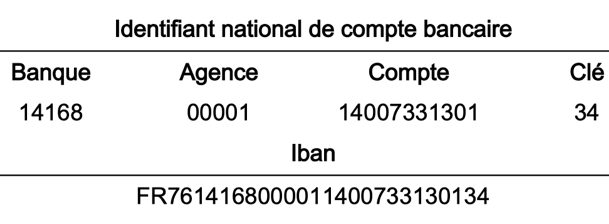 Identifiant national de compte bancaire
Banque Agence Compte Clé
14168 00001 14007331301 34
Iban
FR7614168000011400733130134